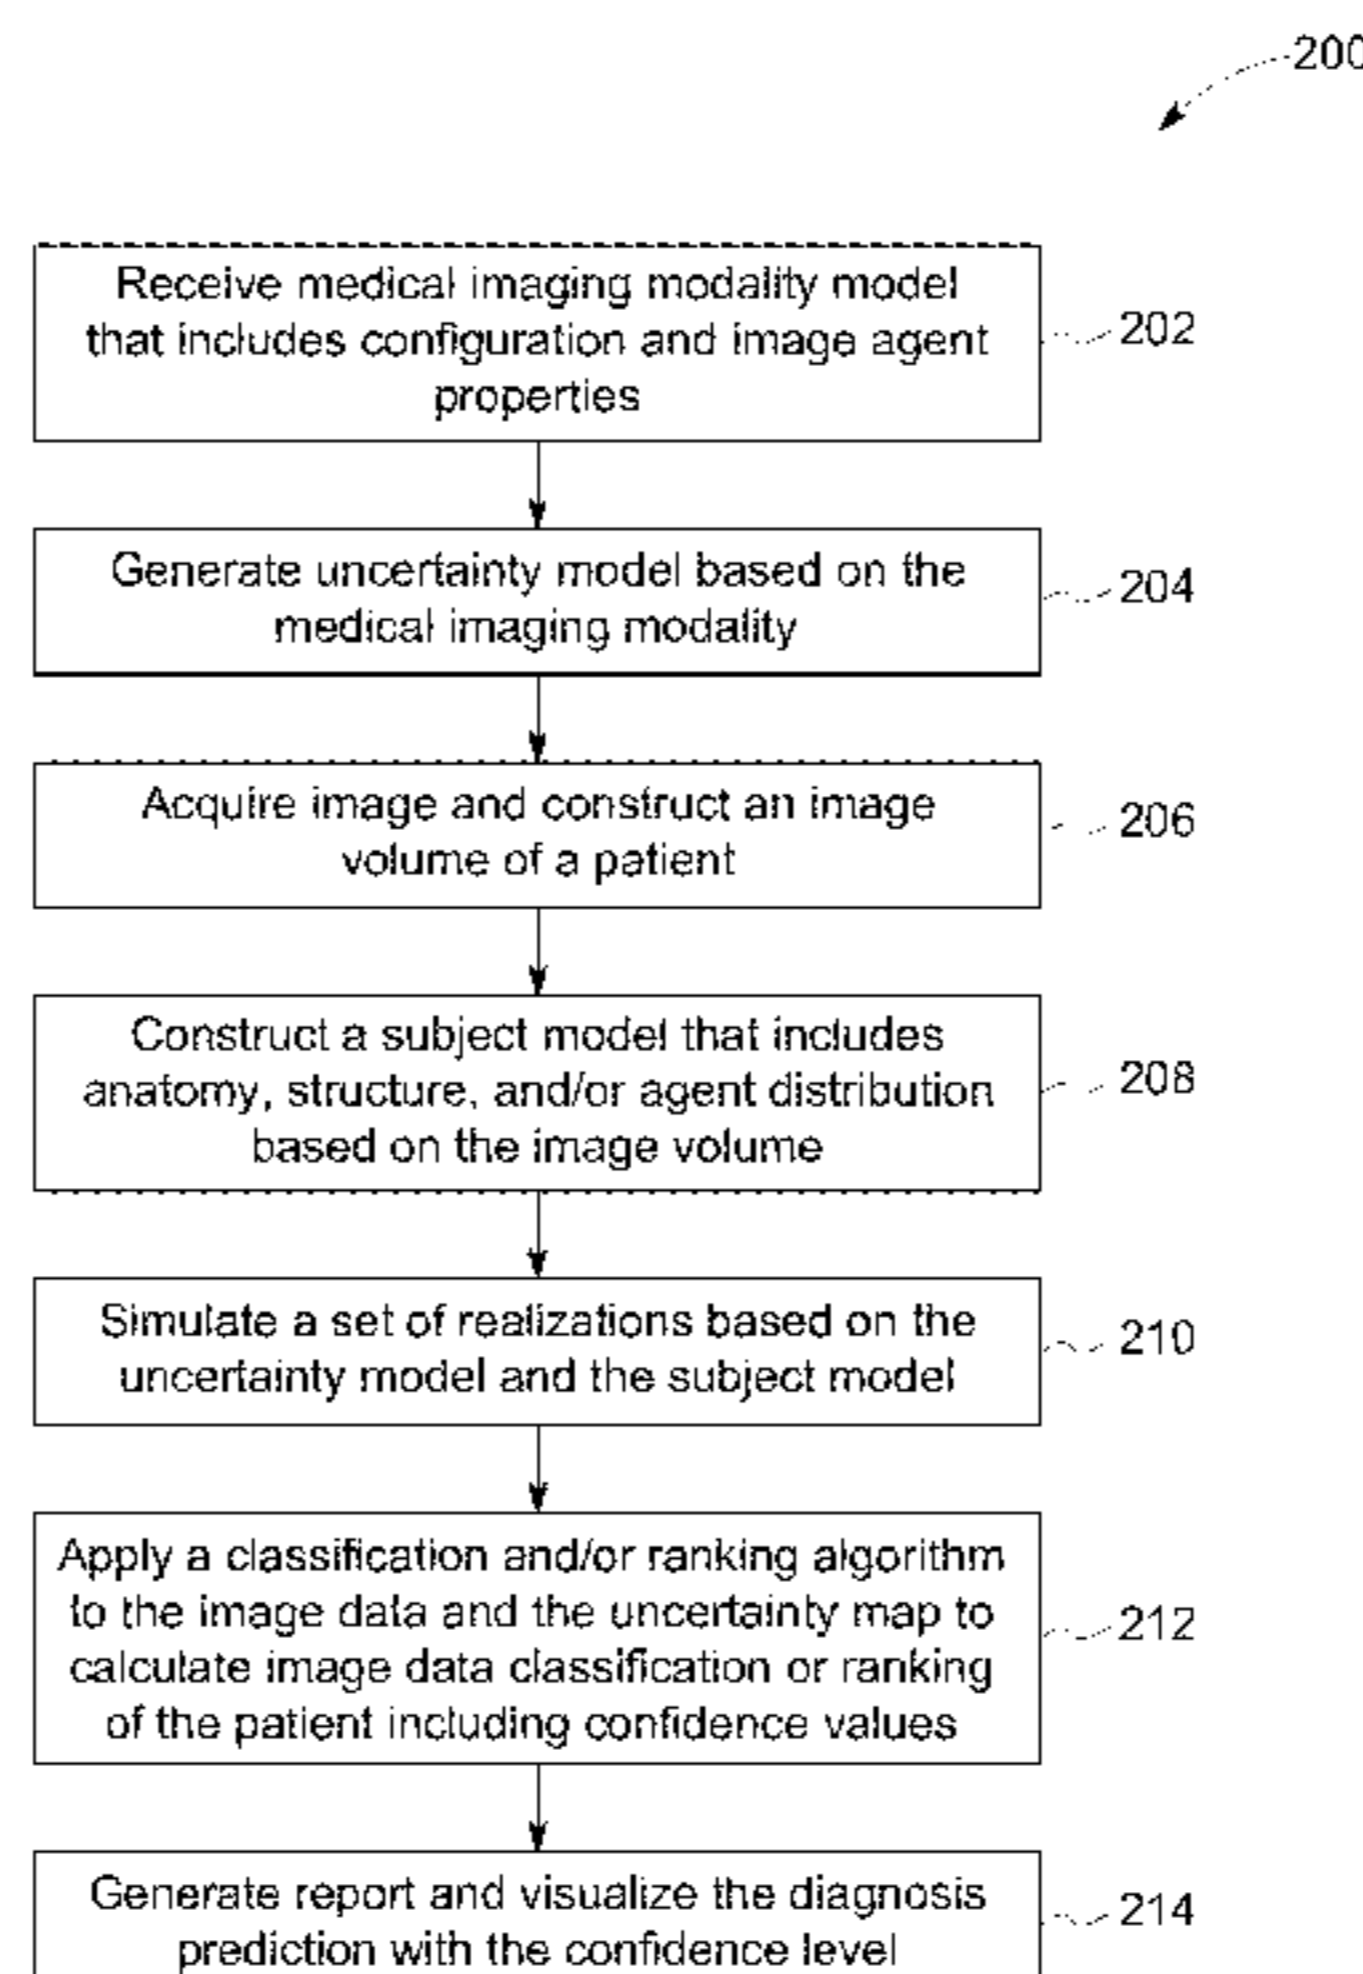 200
Receive medical imaging modality model
that includes configuration and image agent
properties
202
Generate uncertainty model based on the
medical imaging modality
204
Acquire image and construct an image
volume of a patient
206
Construct a subject model that includes
anatomy, structure, and/or agent distribution
based on the image volume
208
Simulate a set of realizations based on the
uncertainty model and the subject model
210
Apply a classification and/or ranking algorithm
to the image data and the uncertainty map to
calculate image data classification or ranking
of the patient including confidence values
212
Generate report and visualize the diagnosis
prediction with the confidence level
214